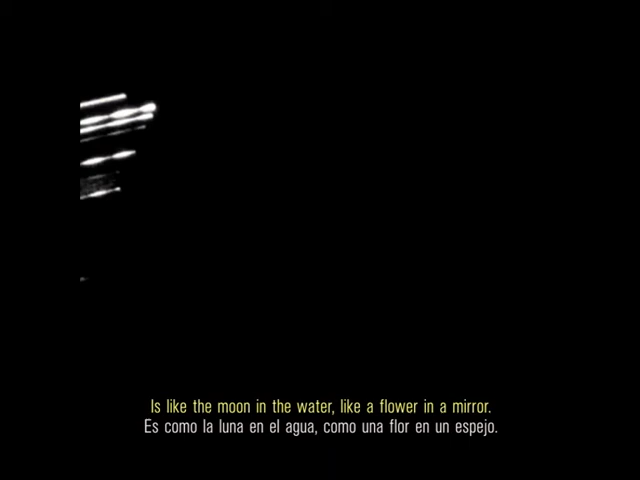 Is like the moon in the water, like a flower in a mirror.
Es como la luna en el agua, como una flor en un espejo.